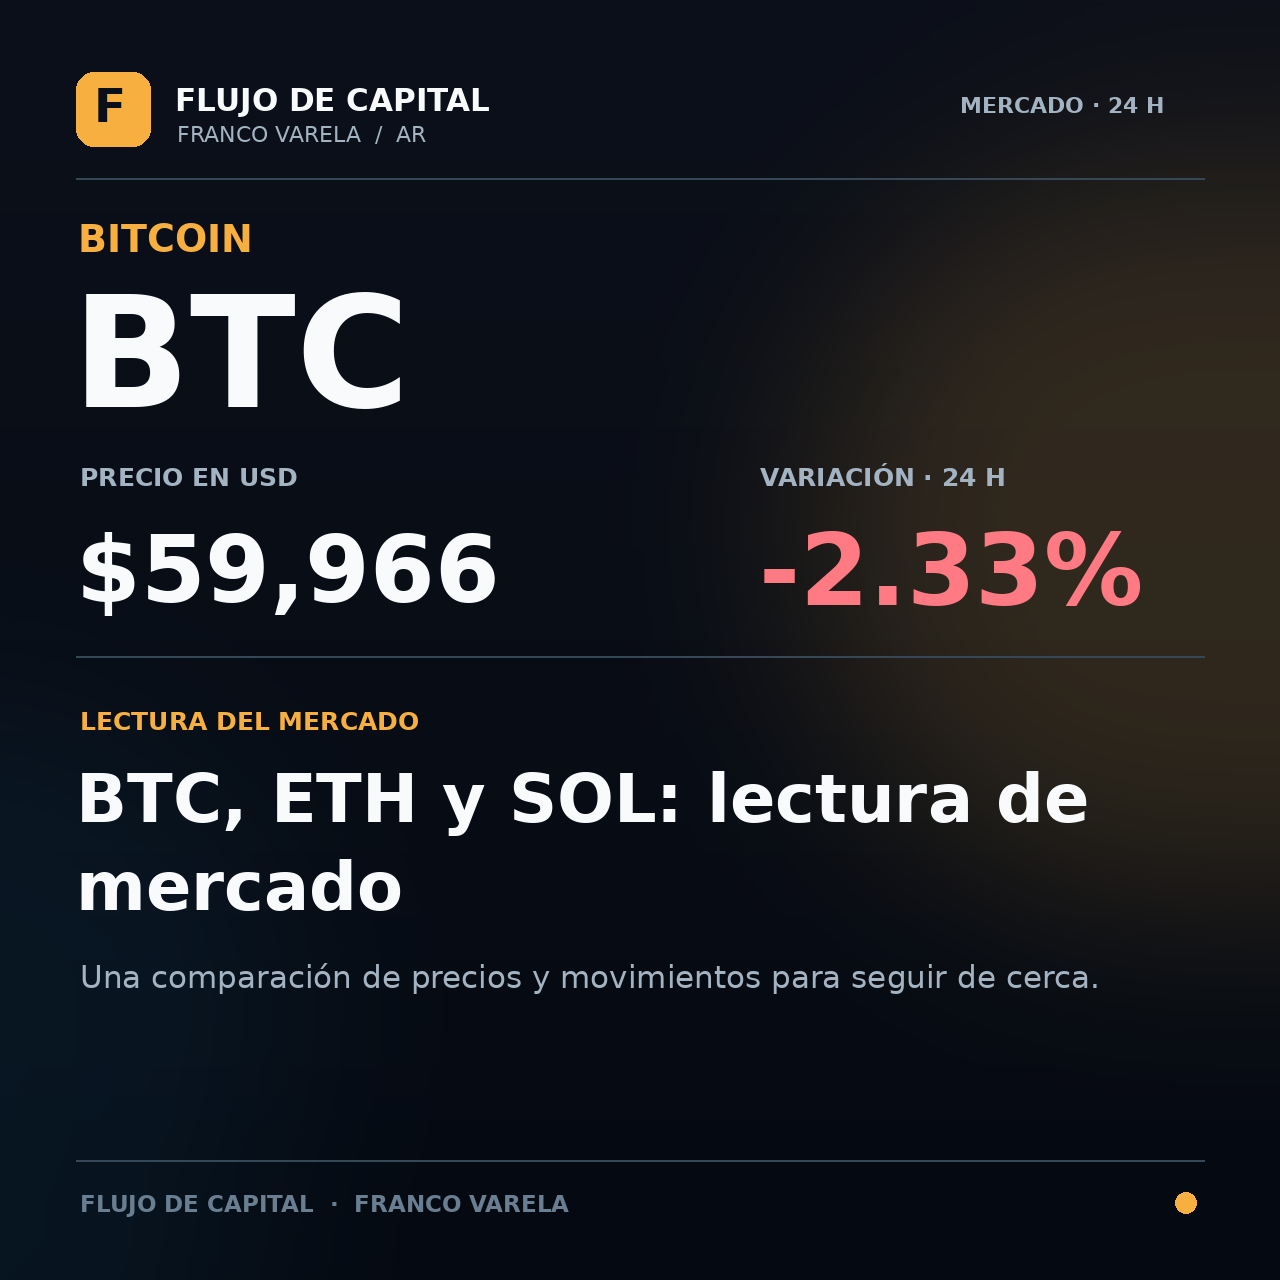 F
FLUJO DE CAPITAL
FRANCO VARELA / AR
MERCADO · 24 H
BITCOIN
BTC
PRECIO EN USD
VARIACIÓN · 24 H
$59,966
-2.33%
LECTURA DEL MERCADO
BTC, ETH y SOL: lectura de
mercado
Una comparación de precios y movimientos para seguir de cerca.
FLUJO DE CAPITAL · FRANCO VARELA